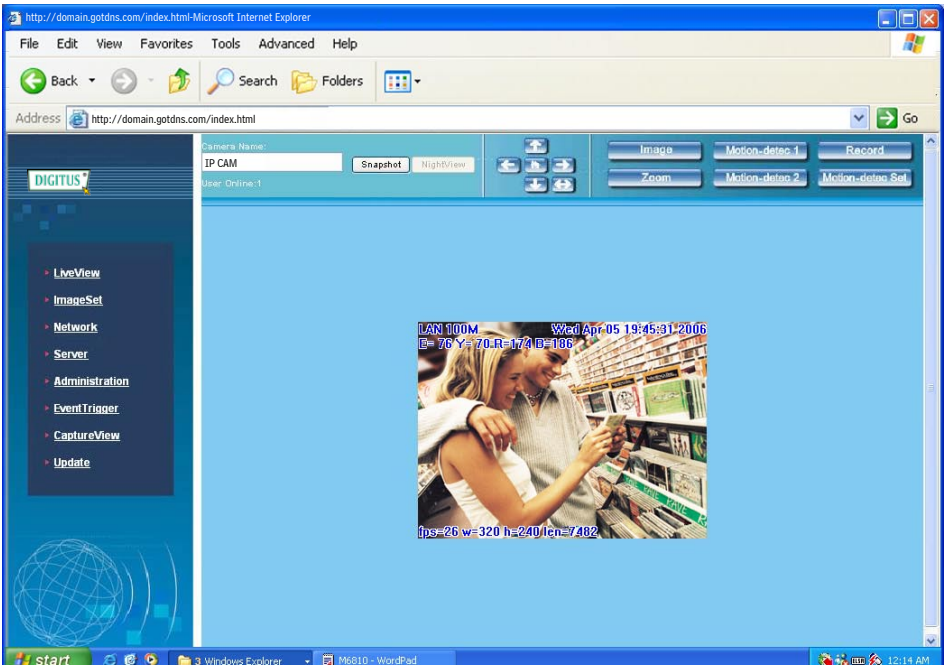 http://domain.gotdns.com/index.html-Microsoft Internet Explorer
File Edit View Favorites Tools Advanced Help
Back Search Folders
Address http://domain.gotdns.com/index.html Go
DIGITUS
Camera Name:
IP CAM
User Online:1
Snapshot NightView
Image Motion-detec 1 Record
Zoom Motion-detec 2 Motion-detec Set
LiveView
ImageSet
Network
Server
Administration
EventTrigger
CaptureView
Update
LAN 100M Wed Apr 05 19:45:31 2006
E= 76 Y= 70 R=174 B=186
fps=26 w=320 h=240 len=7482
start 3 Windows Explorer M6810 - WordPad 12:14 AM